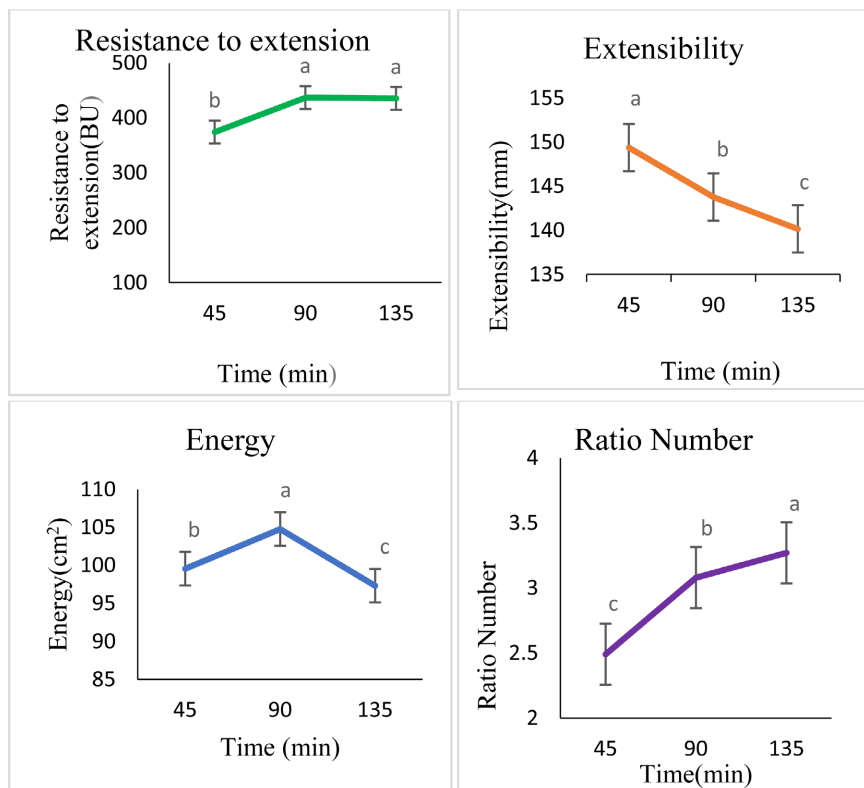 Resistance to extension
Resistance to
extension(BU)
500
400
300
200
100
b
a
a
45
90
135
Time (min)
Extensibility
Extensibility(mm)
155
150
145
140
135
a
b
c
45
90
135
Time (min)
Energy
Energy(cm²)
110
105
100
95
90
85
b
a
c
45
90
135
Time (min)
Ratio Number
Ratio Number
4
3.5
3
2.5
2
c
b
a
45
90
135
Time(min)